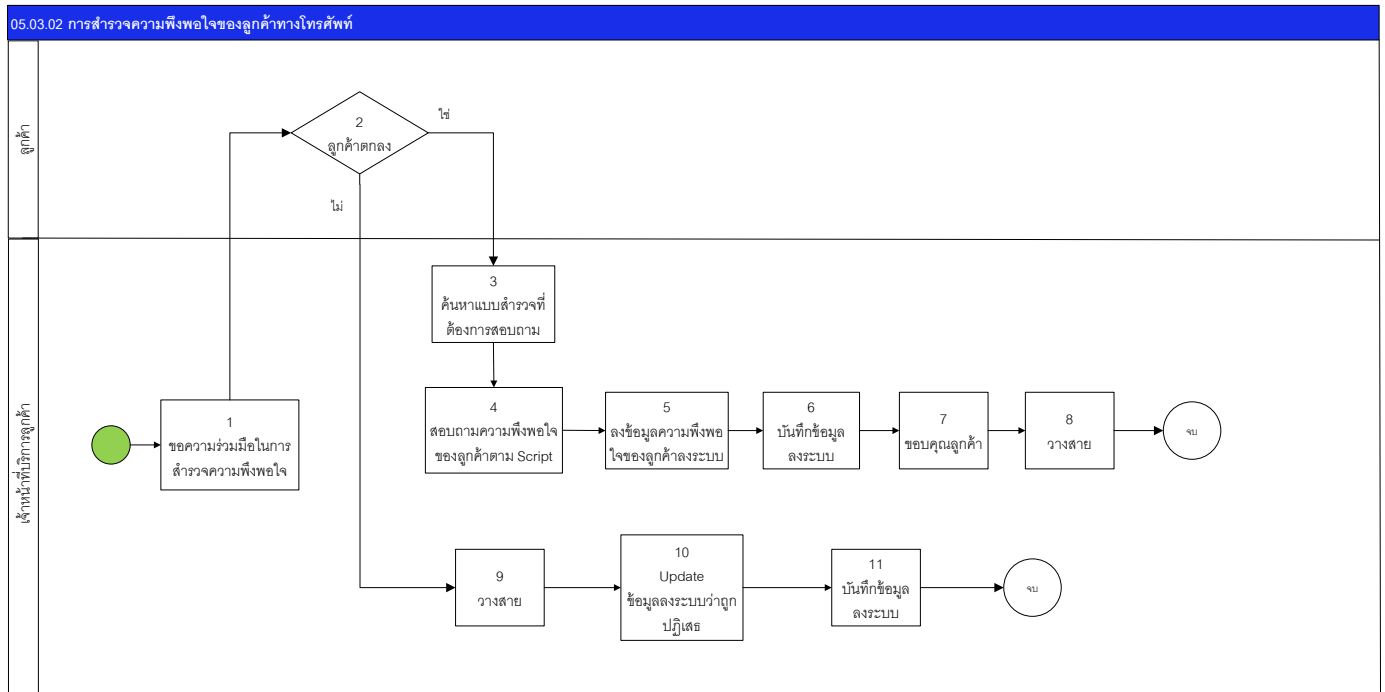 05.03.02 การสำรวจความพึงพอใจของลูกค้าทางโทรศัพท์
ลูกค้า
2
ลูกค้าตกลง
ใช่
ไม่
เจ้าหน้าที่บริการลูกค้า
1
ขอความร่วมมือในการ
สำรวจความพึงพอใจ
3
ค้นหาแบบสำรวจที่
ต้องการสอบถาม
4
สอบถามความพึงพอใจ
ของลูกค้าตาม Script
5
ลงข้อมูลความพึงพอ
ใจของลูกค้าลงระบบ
6
บันทึกข้อมูล
ลงระบบ
7
ขอบคุณลูกค้า
8
วางสาย
จบ
9
วางสาย
10
Update
ข้อมูลลงระบบว่าถูก
ปฏิเสธ
11
บันทึกข้อมูล
ลงระบบ
จบ